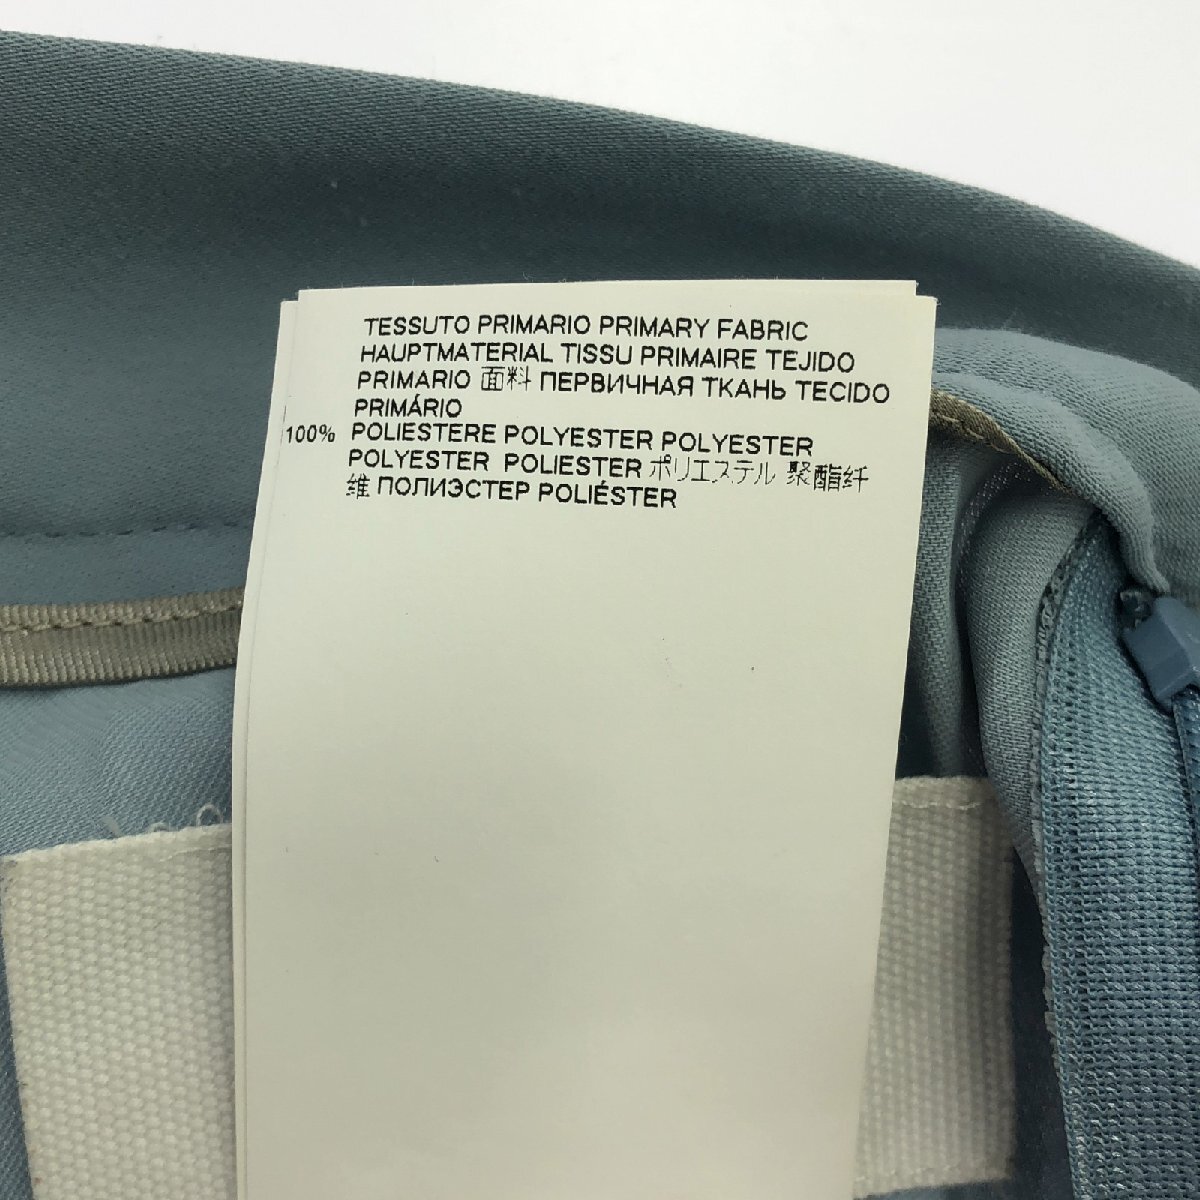 TESSUTO PRIMARIO PRIMARY FABRIC
HAUPTMATERIAL TISSU PRIMAIRE TEJIDO
PRIMARIO 面料 ПЕРВИЧНАЯ ТКАНЬ TECIDO
PRIMÁRIO
100% POLIESTERE POLYESTER POLYESTER
POLYESTER POLIESTER ポリエステル 聚酯纤
维 ПОЛИЭСТЕР POLIÉSTER